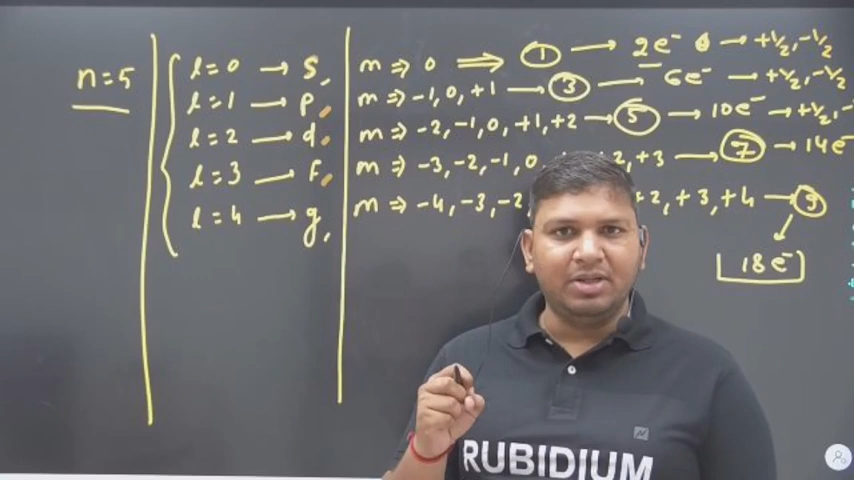 n=5
l=0 → s, m ⇒ 0 ⟹ 1 → 2e⁻ → +1/2, -1/2
l=1 → p, m ⇒ -1, 0, +1 → 3 → 6e⁻ → +1/2, -1/2
l=2 → d, m ⇒ -2, -1, 0, +1, +2 → 5 → 10e⁻ → +1/2,
l=3 → F, m ⇒ -3, -2, -1, 0 2, +3 → 7 → 14e⁻
l=4 → g, m ⇒ -4, -3, -2 +2, +3, +4 → 9
18e⁻
RUBIDIUM